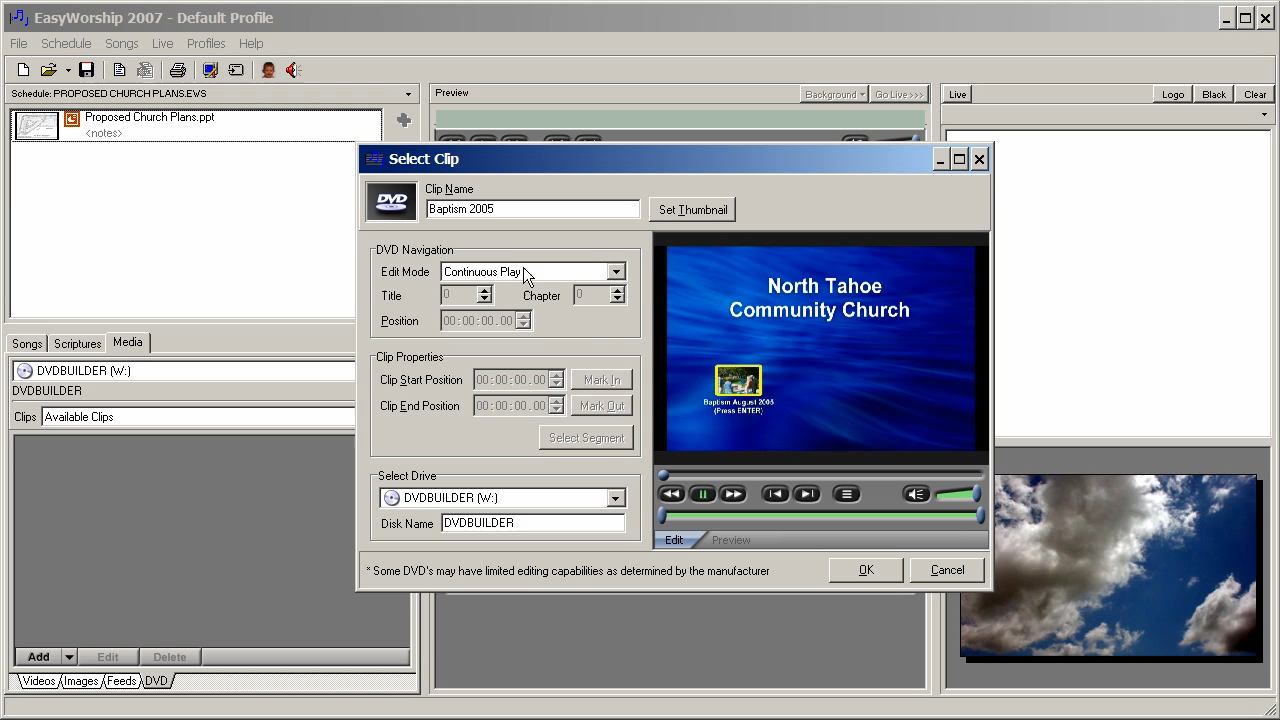 EasyWorship 2007 - Default Profile
File Schedule Songs Live Profiles Help
Schedule: PROPOSED CHURCH PLANS.EVS
Preview
Background
Go Live >>>
Live
Logo
Black
Clear
Proposed Church Plans.ppt
<notes>
Select Clip
DVD
Clip Name
Baptism 2005
Set Thumbnail
DVD Navigation
Edit Mode Continuous Play
Title 0 Chapter 0
Position 00:00:00.00
Clip Properties
Clip Start Position 00:00:00.00 Mark In
Clip End Position 00:00:00.00 Mark Out
Select Segment
Select Drive
DVDBUILDER (W:)
Disk Name DVDBUILDER
North Tahoe
Community Church
Baptism August 2005
(Press ENTER)
Edit Preview
* Some DVD's may have limited editing capabilities as determined by the manufacturer
OK
Cancel
Songs Scriptures Media
DVDBUILDER (W:)
DVDBUILDER
Clips Available Clips
Add Edit Delete
Videos Images Feeds DVD